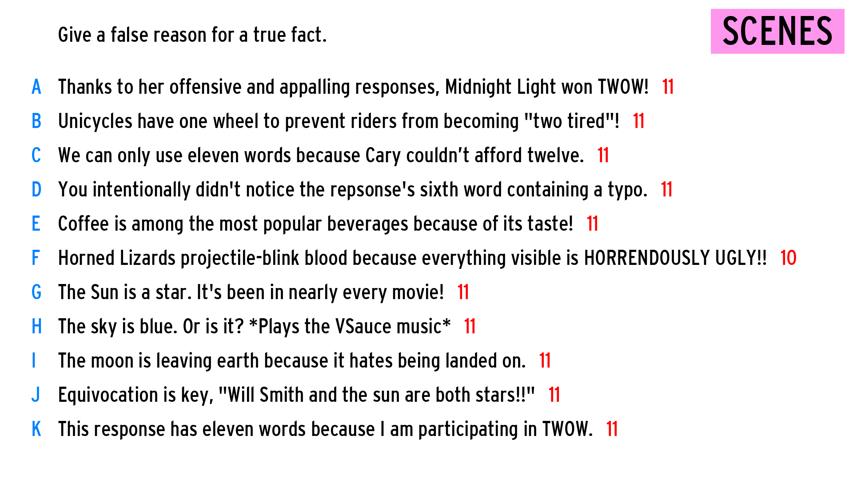 Give a false reason for a true fact.
SCENES
A Thanks to her offensive and appalling responses, Midnight Light won TWOW! 11
B Unicycles have one wheel to prevent riders from becoming "two tired"! 11
C We can only use eleven words because Cary couldn’t afford twelve. 11
D You intentionally didn't notice the repsonse's sixth word containing a typo. 11
E Coffee is among the most popular beverages because of its taste! 11
F Horned Lizards projectile-blink blood because everything visible is HORRENDOUSLY UGLY!! 10
G The Sun is a star. It's been in nearly every movie! 11
H The sky is blue. Or is it? *Plays the VSauce music* 11
I The moon is leaving earth because it hates being landed on. 11
J Equivocation is key, "Will Smith and the sun are both stars!!" 11
K This response has eleven words because I am participating in TWOW. 11